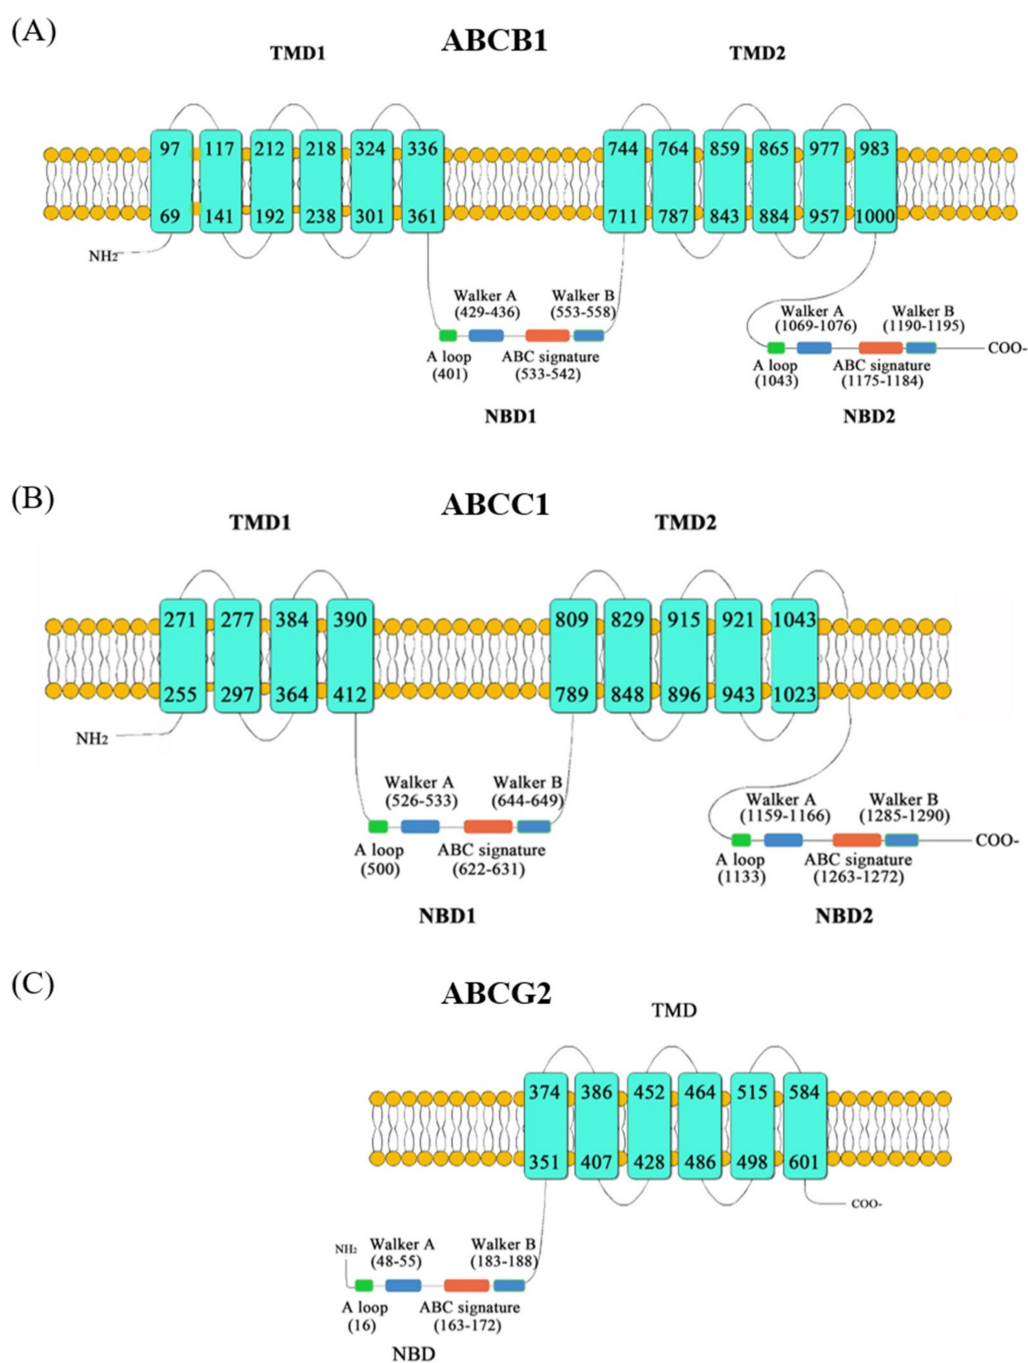 (A)
ABCB1
TMD1
TMD2
97 117 212 218 324 336
744 764 859 865 977 983
69 141 192 238 301 361
711 787 843 884 957 1000
NH2
Walker A
(429-436)
Walker B
(553-558)
A loop
(401)
ABC signature
(533-542)
NBD1
Walker A
(1069-1076)
Walker B
(1190-1195)
COO-
A loop
(1043)
ABC signature
(1175-1184)
NBD2
(B)
ABCC1
TMD1
TMD2
271 277 384 390
809 829 915 921 1043
255 297 364 412
789 848 896 943 1023
NH2
Walker A
(526-533)
Walker B
(644-649)
A loop
(500)
ABC signature
(622-631)
NBD1
Walker A
(1159-1166)
Walker B
(1285-1290)
COO-
A loop
(1133)
ABC signature
(1263-1272)
NBD2
(C)
ABCG2
TMD
374 386 452 464 515 584
351 407 428 486 498 601
COO-
NH2
Walker A
(48-55)
Walker B
(183-188)
A loop
(16)
ABC signature
(163-172)
NBD